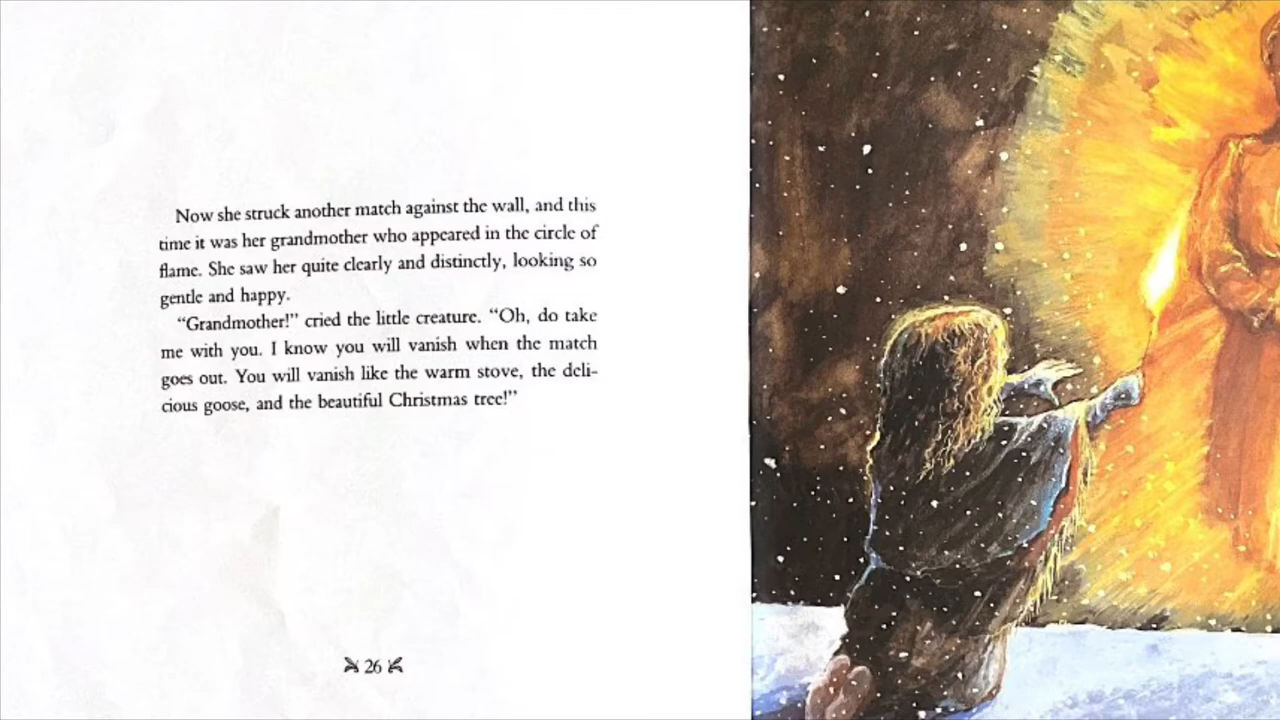 Now she struck another match against the wall, and this
time it was her grandmother who appeared in the circle of
flame. She saw her quite clearly and distinctly, looking so
gentle and happy.
“Grandmother!” cried the little creature. “Oh, do take
me with you. I know you will vanish when the match
goes out. You will vanish like the warm stove, the deli-
cious goose, and the beautiful Christmas tree!”
26